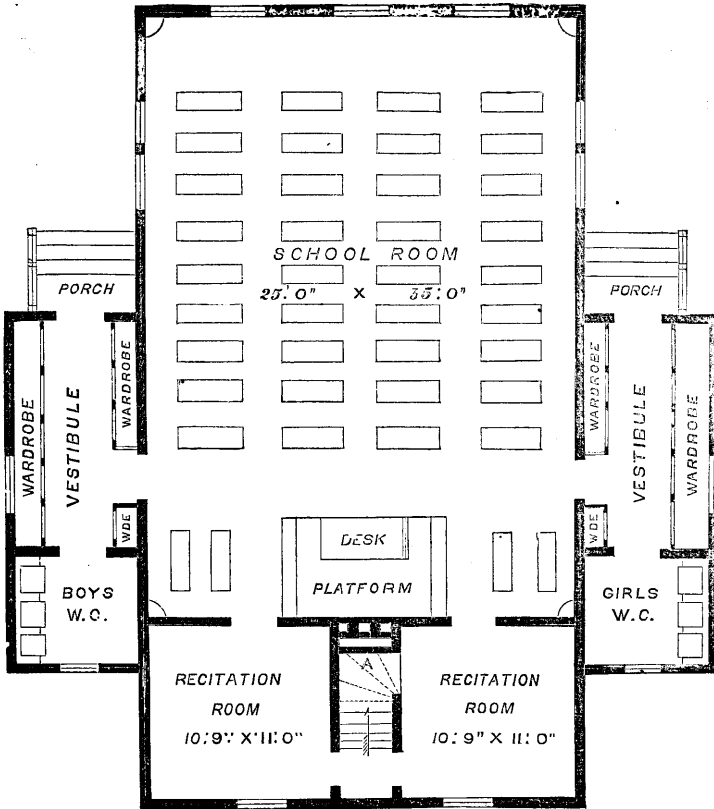 SCHOOL ROOM
25'.0" X 35'.0"
PORCH
PORCH
WARDROBE
VESTIBULE
WARDROBE
WARDROBE
VESTIBULE
WARDROBE
WDE
WDE
DESK
PLATFORM
BOYS
W.C.
GIRLS
W.C.
A
RECITATION
ROOM
10'.9" X 11'.0"
RECITATION
ROOM
10'.9" X 11'.0"